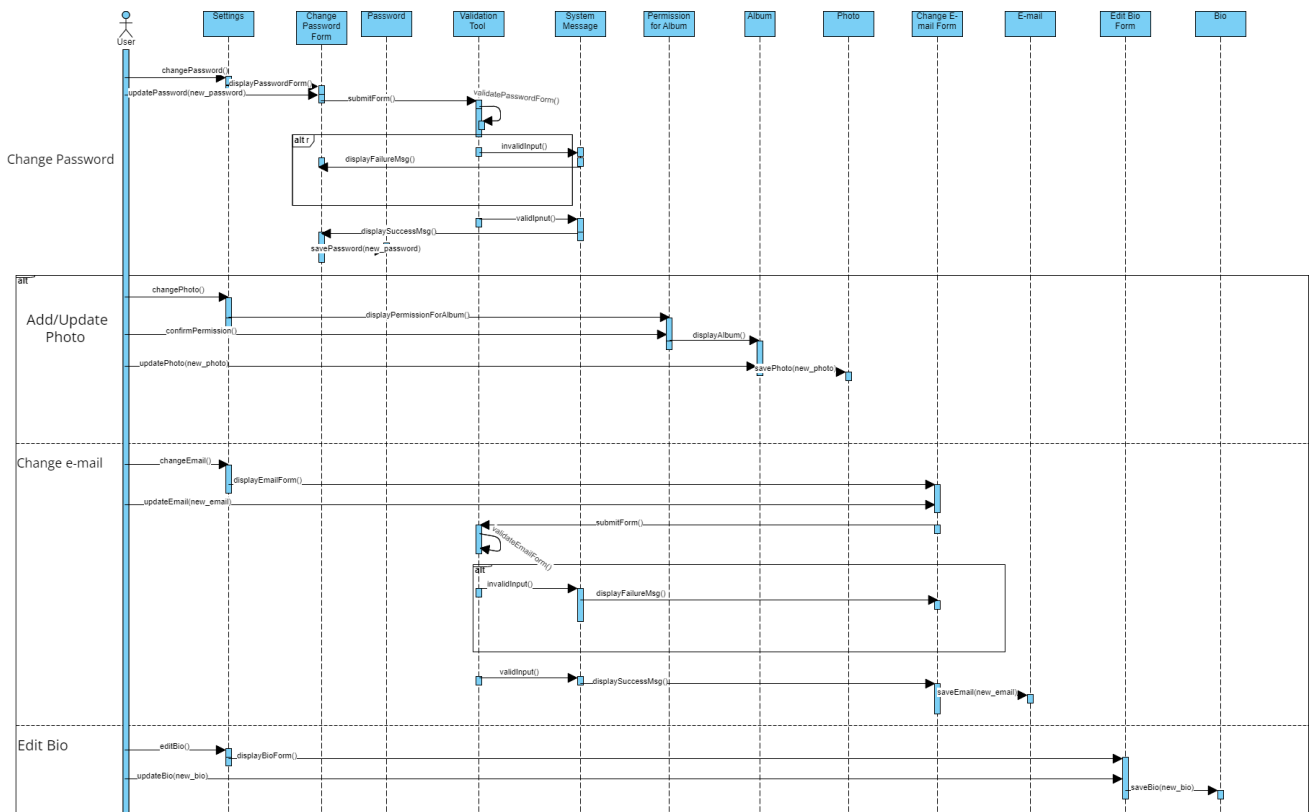 Settings
Change
Password
Form
Password
Validation
Tool
System
Message
Permission
for Album
Album
Photo
Change E-
mail Form
E-mail
Edit Bio
Form
Bio
User
changePassword()
displayPasswordForm()
updatePassword(new_password)
submitForm()
validatePasswordForm()
alt r
Change Password
invalidInput()
displayFailureMsg()
validIpnut()
displaySuccessMsg()
savePassword(new_password)
alt
Add/Update
Photo
changePhoto()
displayPermissionForAlbum()
confirmPermission()
displayAlbum()
updatePhoto(new_photo)
savePhoto(new_photo)
Change e-mail
changeEmail()
displayEmailForm()
updateEmail(new_email)
submitForm()
validateEmailForm()
alt
invalidInput()
displayFailureMsg()
validInput()
displaySuccessMsg()
saveEmail(new_email)
Edit Bio
editBio()
displayBioForm()
updateBio(new_bio)
saveBio(new_bio)